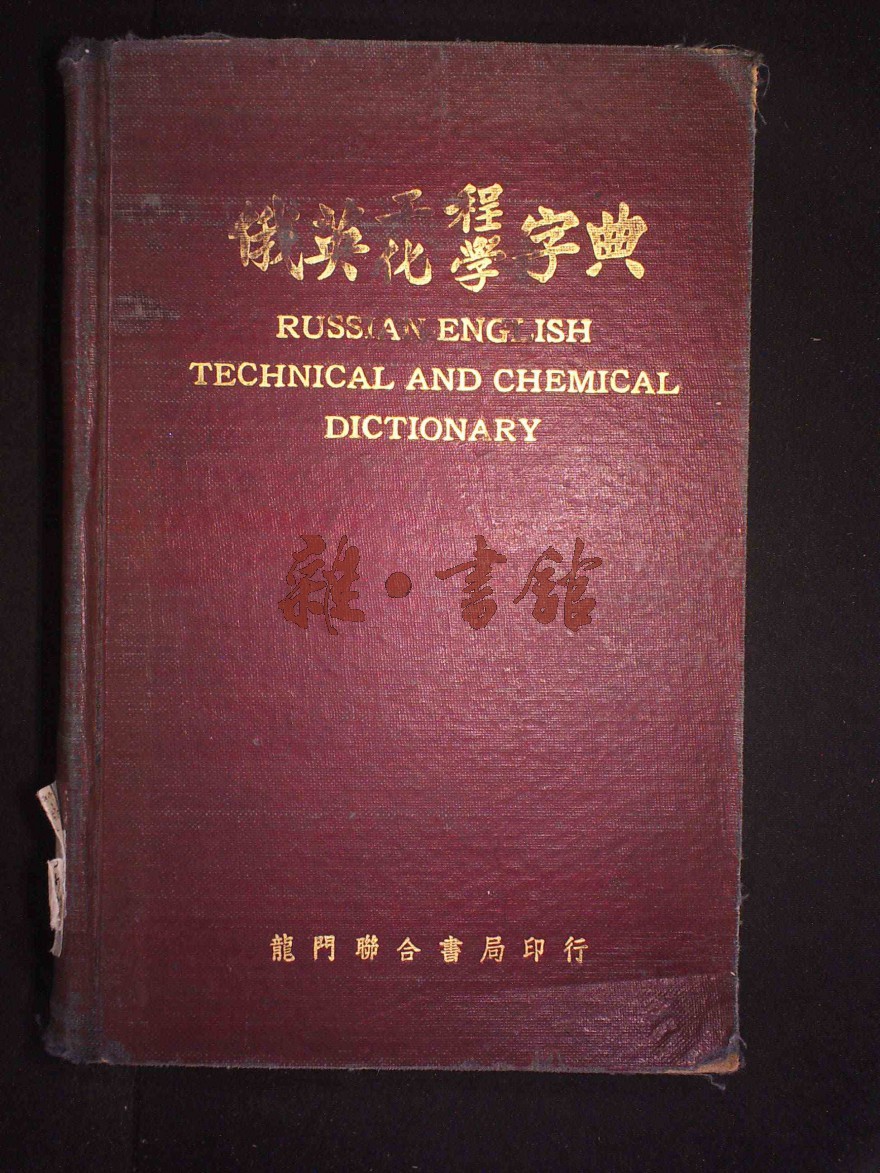 俄英工程化學字典
RUSSIAN ENGLISH
TECHNICAL AND CHEMICAL
DICTIONARY
雜·書館
龍門聯合書局印行